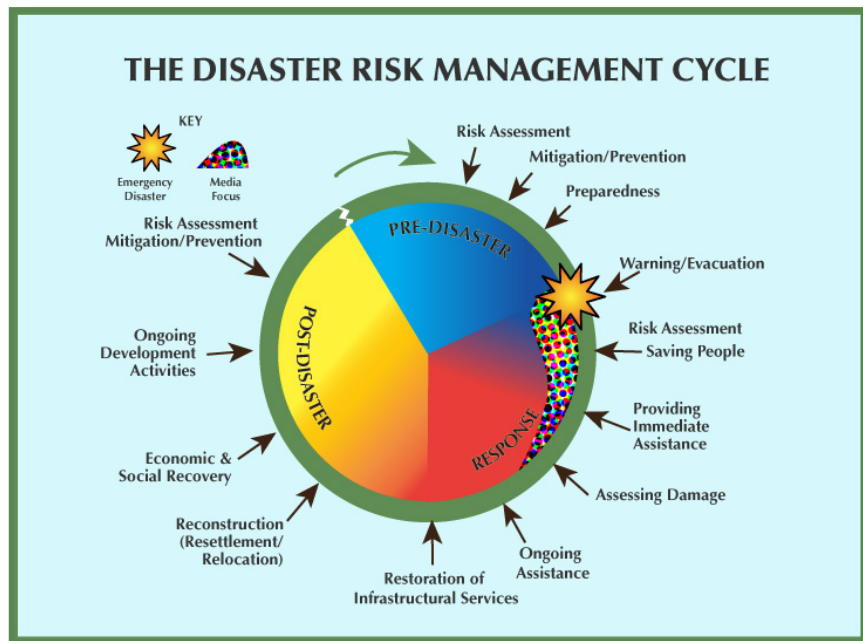 THE DISASTER RISK MANAGEMENT CYCLE
KEY
Emergency
Disaster
Media
Focus
Risk Assessment
Mitigation/Prevention
Preparedness
Warning/Evacuation
Risk Assessment
Saving People
Providing
Immediate
Assistance
Assessing Damage
Ongoing
Assistance
Restoration of
Infrastructural Services
Reconstruction
(Resettlement/
Relocation)
Economic &
Social Recovery
Ongoing
Development
Activities
Risk Assessment
Mitigation/Prevention
PRE-DISASTER
RESPONSE
POST-DISASTER